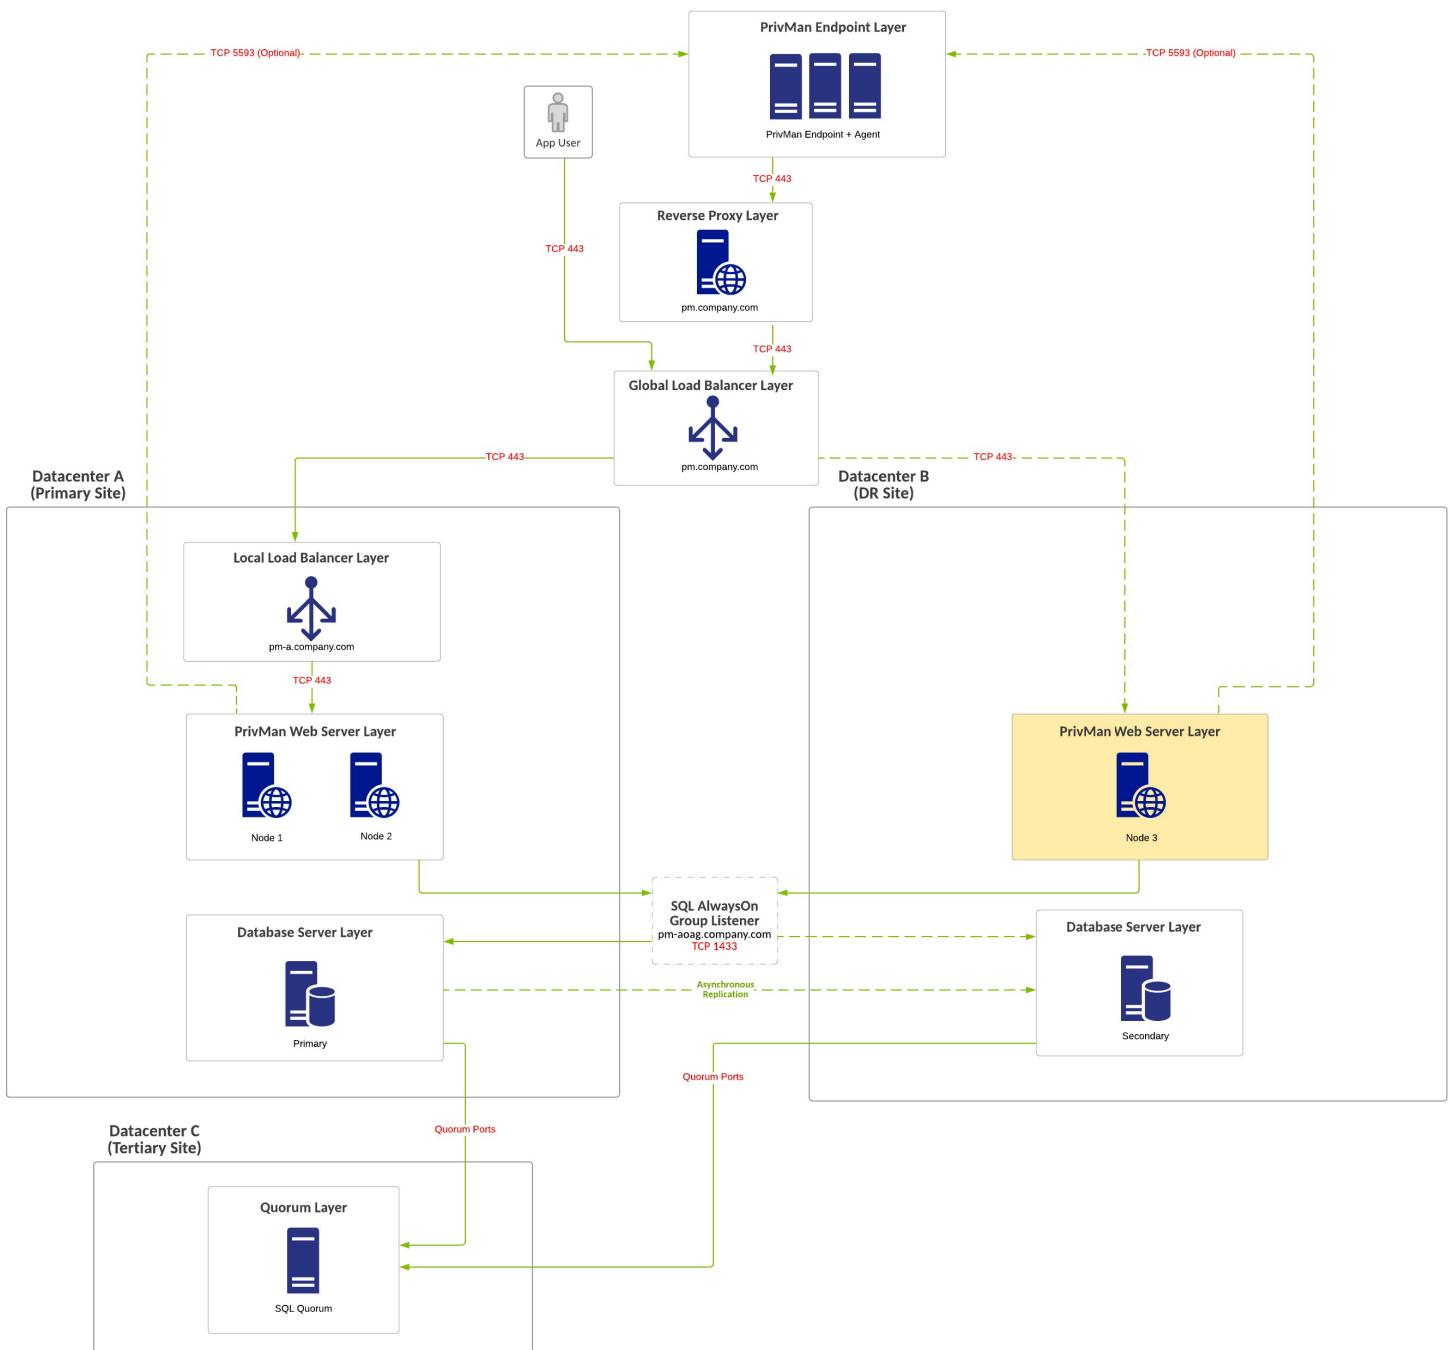 PrivMan Endpoint Layer
TCP 5593 (Optional)
TCP 5593 (Optional)
PrivMan Endpoint + Agent
App User
TCP 443
Reverse Proxy Layer
TCP 443
pm.company.com
TCP 443
Global Load Balancer Layer
pm.company.com
TCP 443
TCP 443
Datacenter A
(Primary Site)
Datacenter B
(DR Site)
Local Load Balancer Layer
pm-a.company.com
TCP 443
PrivMan Web Server Layer
Node 1
Node 2
PrivMan Web Server Layer
Node 3
SQL AlwaysOn
Group Listener
pm-aoag.company.com
TCP 1433
Database Server Layer
Primary
Database Server Layer
Secondary
Asynchronous
Replication
Quorum Ports
Quorum Ports
Datacenter C
(Tertiary Site)
Quorum Layer
SQL Quorum